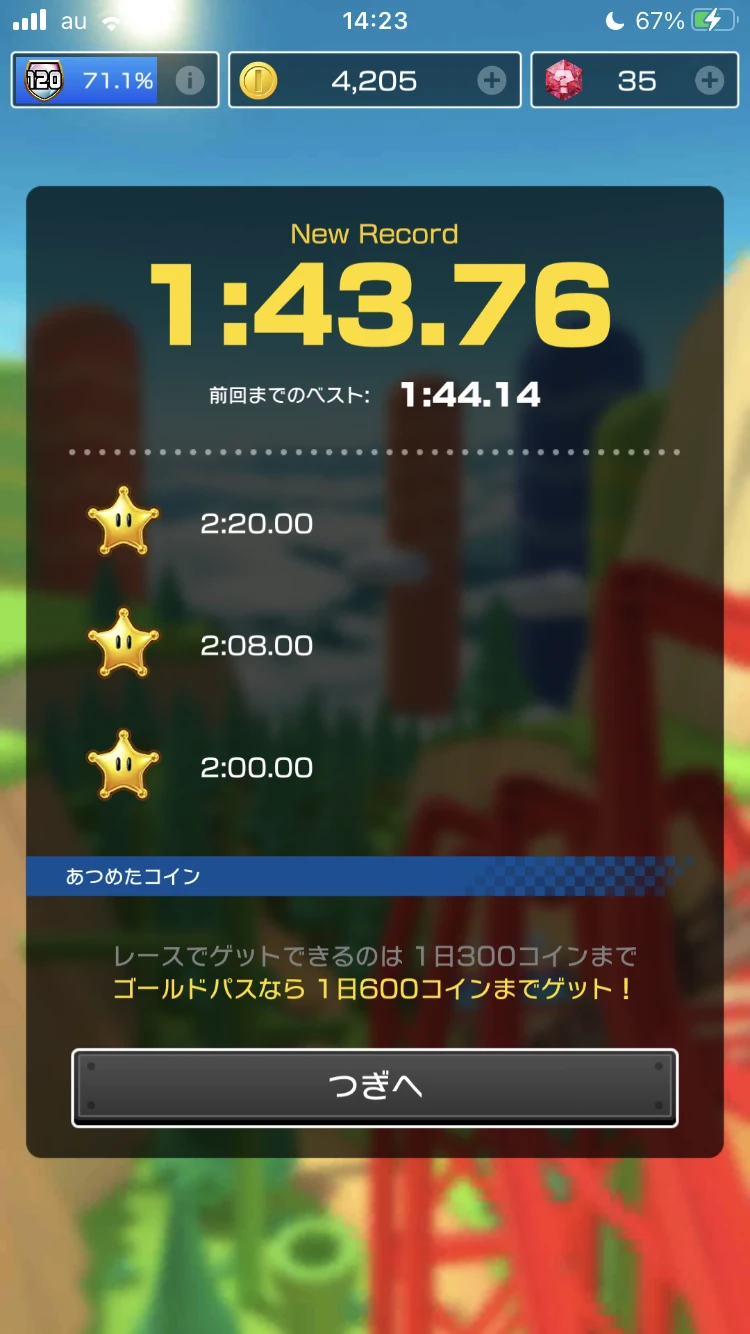 au 14:23 67%
120 71.1% i 4,205 + ? 35 +
New Record
1:43.76
前回までのベスト: 1:44.14
2:20.00
2:08.00
2:00.00
あつめたコイン
レースでゲットできるのは 1日300コインまで
ゴールドパスなら 1日600コインまでゲット！
つぎへ